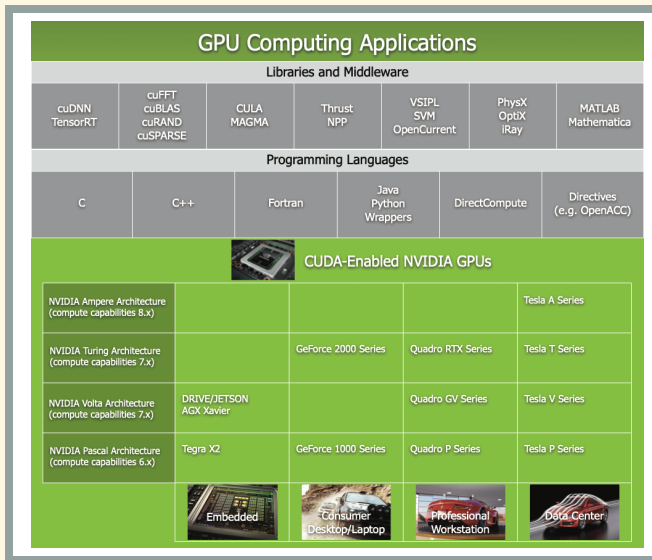 GPU Computing Applications
Libraries and Middleware
cuDNN
TensorRT
cuFFT
cuBLAS
cuRAND
cuSPARSE
CULA
MAGMA
Thrust
NPP
VSIPL
SVM
OpenCurrent
PhysX
OptiX
iRay
MATLAB
Mathematica
Programming Languages
C
C++
Fortran
Java
Python
Wrappers
DirectCompute
Directives
(e.g. OpenACC)
CUDA-Enabled NVIDIA GPUs
NVIDIA Ampere Architecture
(compute capabilities 8.x)
Tesla A Series
NVIDIA Turing Architecture
(compute capabilities 7.x)
GeForce 2000 Series
Quadro RTX Series
Tesla T Series
NVIDIA Volta Architecture
(compute capabilities 7.x)
DRIVE/JETSON
AGX Xavier
Quadro GV Series
Tesla V Series
NVIDIA Pascal Architecture
(compute capabilities 6.x)
Tegra X2
GeForce 1000 Series
Quadro P Series
Tesla P Series
Embedded
Consumer
Desktop/Laptop
Professional
Workstation
Data Center